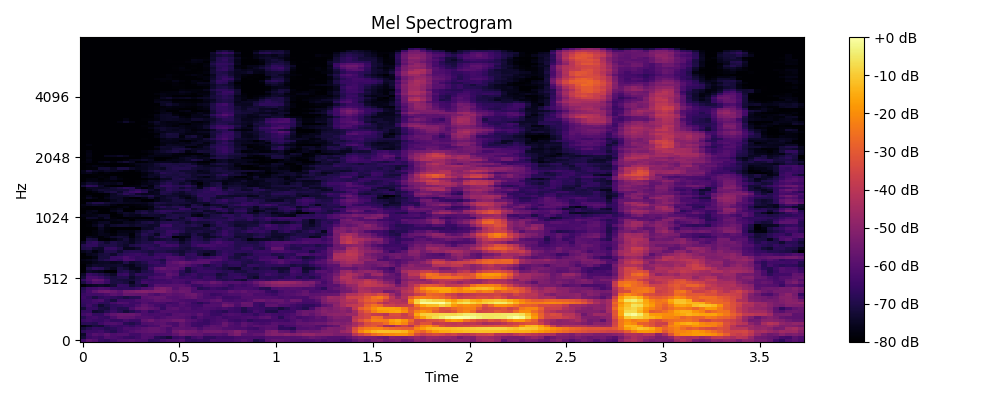 Mel Spectrogram
+0 dB
-10 dB
-20 dB
-30 dB
-40 dB
-50 dB
-60 dB
-70 dB
-80 dB
Hz
4096
2048
1024
512
0
0 0.5 1 1.5 2 2.5 3 3.5
Time